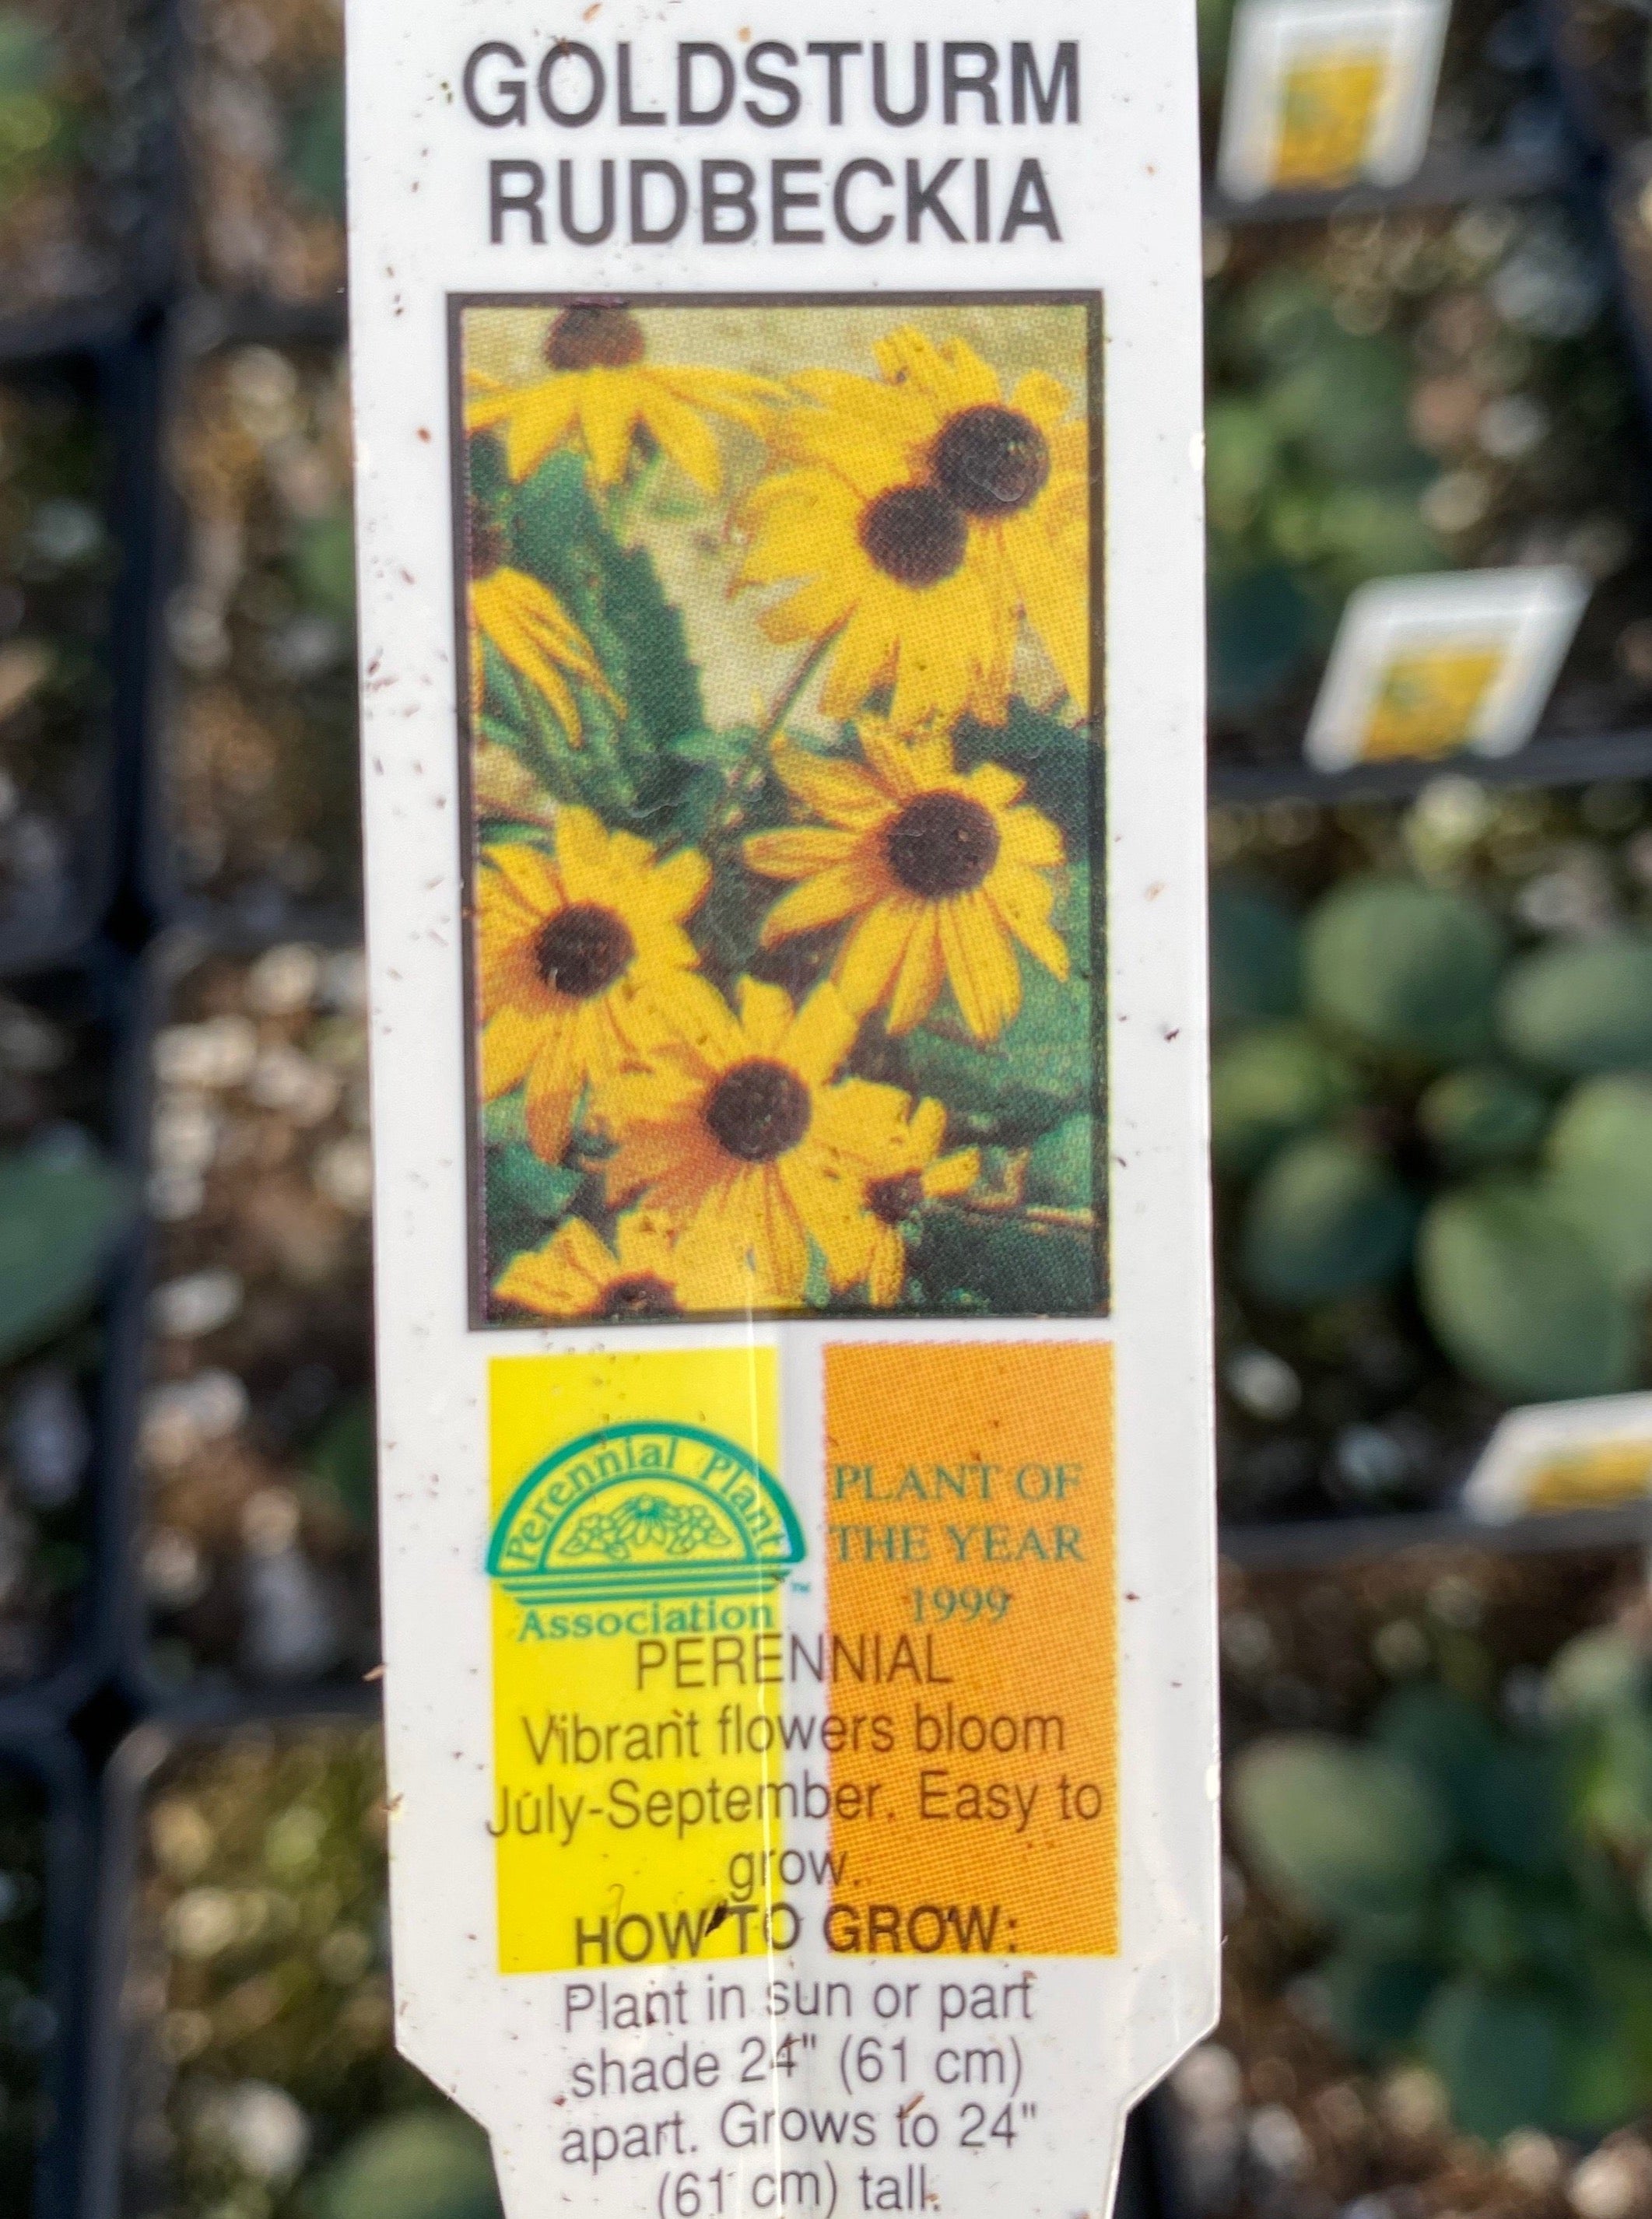 GOLDSTURM
RUDBECKIA
Perennial Plant
TM
Association
PLANT OF
THE YEAR
1999
PERENNIAL
Vibrant flowers bloom
July-September. Easy to
grow.
HOW TO GROW:
Plant in sun or part
shade 24" (61 cm)
apart. Grows to 24"
(61 cm) tall.